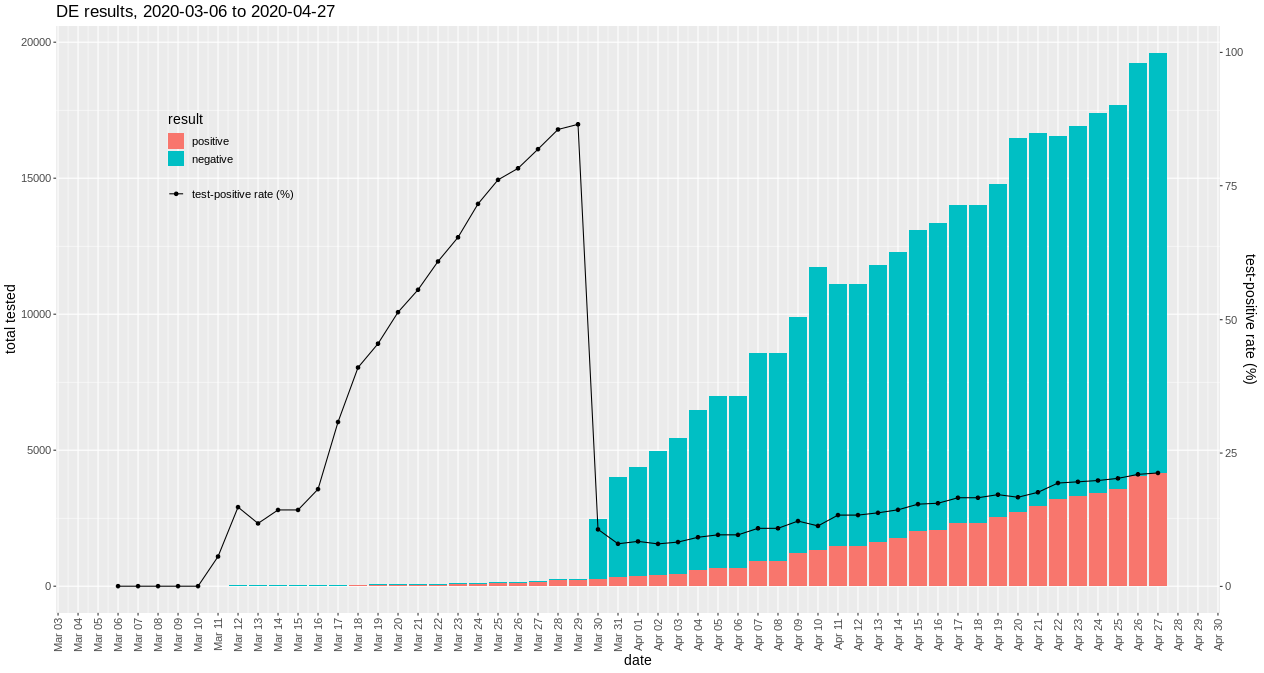 DE results, 2020-03-06 to 2020-04-27
20000
15000
10000
5000
0
total tested
result
positive
negative
test-positive rate (%)
100
75
50
25
0
test-positive rate (%)
Mar 03
Mar 04
Mar 05
Mar 06
Mar 07
Mar 08
Mar 09
Mar 10
Mar 11
Mar 12
Mar 13
Mar 14
Mar 15
Mar 16
Mar 17
Mar 18
Mar 19
Mar 20
Mar 21
Mar 22
Mar 23
Mar 24
Mar 25
Mar 26
Mar 27
Mar 28
Mar 29
Mar 30
Mar 31
Apr 01
Apr 02
Apr 03
Apr 04
Apr 05
Apr 06
Apr 07
Apr 08
Apr 09
Apr 10
Apr 11
Apr 12
Apr 13
Apr 14
Apr 15
Apr 16
Apr 17
Apr 18
Apr 19
Apr 20
Apr 21
Apr 22
Apr 23
Apr 24
Apr 25
Apr 26
Apr 27
Apr 28
Apr 29
Apr 30
date